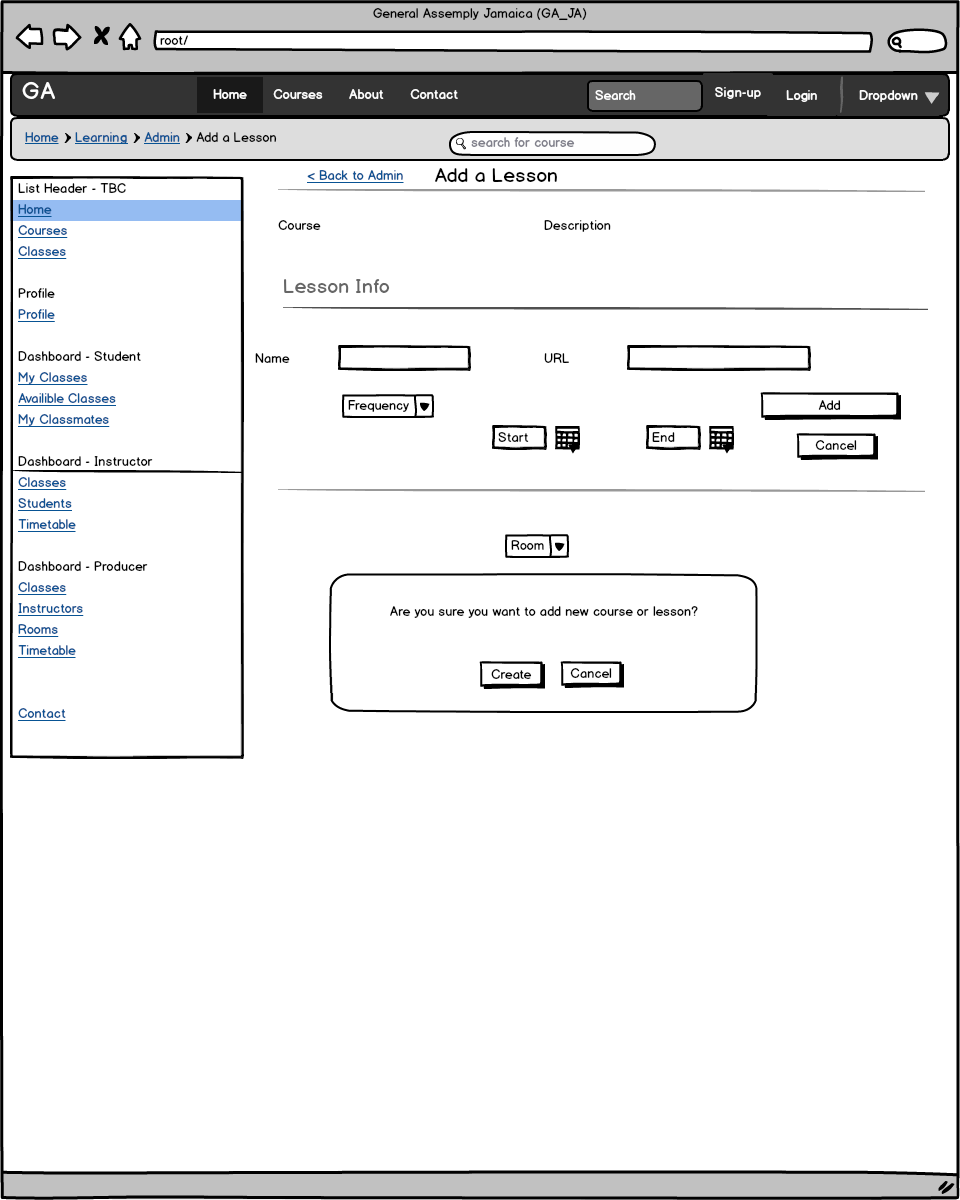 General Assemply Jamaica (GA_JA)
root/
GA Home Courses About Contact Search Sign-up Login Dropdown
Home Learning Admin Add a Lesson search for course
< Back to Admin Add a Lesson
List Header - TBC
Home
Courses
Classes
Profile
Profile
Dashboard - Student
My Classes
Availible Classes
My Classmates
Dashboard - Instructor
Classes
Students
Timetable
Dashboard - Producer
Classes
Instructors
Rooms
Timetable
Contact
Course Description
Lesson Info
Name URL
Frequency Add
Start End Cancel
Room
Are you sure you want to add new course or lesson?
Create Cancel